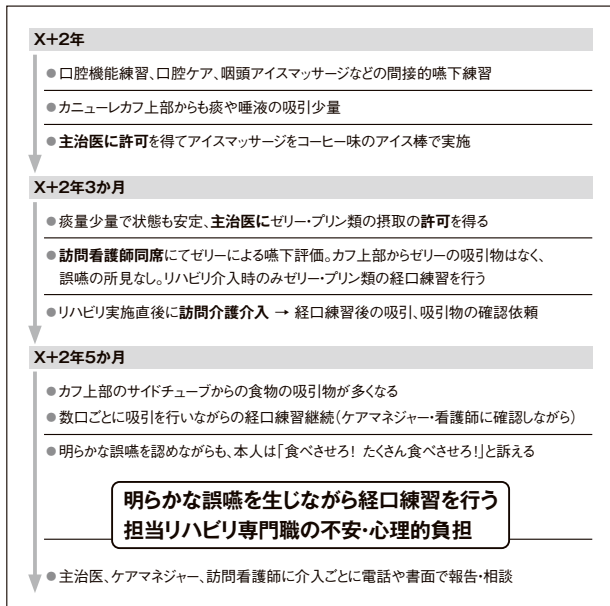 X+2年
●口腔機能練習、口腔ケア、咽頭アイスマッサージなどの間接的嚥下練習
●カニューレカフ上部からも痰や唾液の吸引少量
●主治医に許可を得てアイスマッサージをコーヒー味のアイス棒で実施
X+2年3か月
●痰量少量で状態も安定、主治医にゼリー・プリン類の摂取の許可を得る
●訪問看護師同席にてゼリーによる嚥下評価。カフ上部からゼリーの吸引物はなく、
誤嚥の所見なし。リハビリ介入時のみゼリー・プリン類の経口練習を行う
●リハビリ実施直後に訪問介護介入 → 経口練習後の吸引、吸引物の確認依頼
X+2年5か月
●カフ上部のサイドチューブからの食物の吸引物が多くなる
●数口ごとに吸引を行いながらの経口練習継続(ケアマネジャー・看護師に確認しながら)
●明らかな誤嚥を認めながらも、本人は「食べさせろ! たくさん食べさせろ!」と訴える
明らかな誤嚥を生じながら経口練習を行う
担当リハビリ専門職の不安・心理的負担
●主治医、ケアマネジャー、訪問看護師に介入ごとに電話や書面で報告・相談